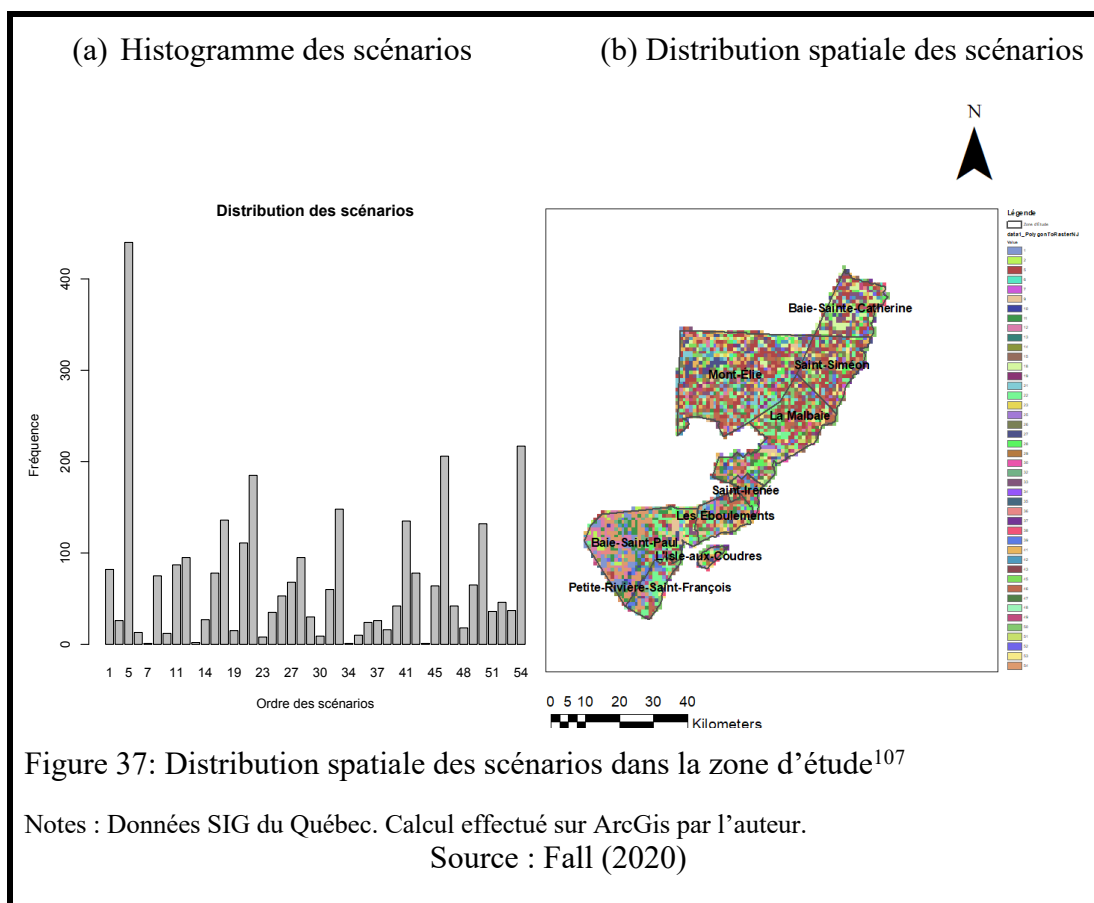 (a) Histogramme des scénarios
(b) Distribution spatiale des scénarios
N
Distribution des scénarios
Fréquence
400
300
200
100
0
1 5 7 11 14 17 19 23 27 30 34 37 41 45 48 51 54
Ordre des scénarios
Légende
Value
Baie-Sainte-Catherine
Saint-Siméon
Mont-Élie
La Malbaie
Saint-Irénée
Les Éboulements
Baie-Saint-Paul
L'Isle-aux-Coudres
Petite-Rivière-Saint-François
0 5 10 20 30 40
Kilometers
Figure 37: Distribution spatiale des scénarios dans la zone d’étude107
Notes : Données SIG du Québec. Calcul effectué sur ArcGis par l’auteur.
Source : Fall (2020)